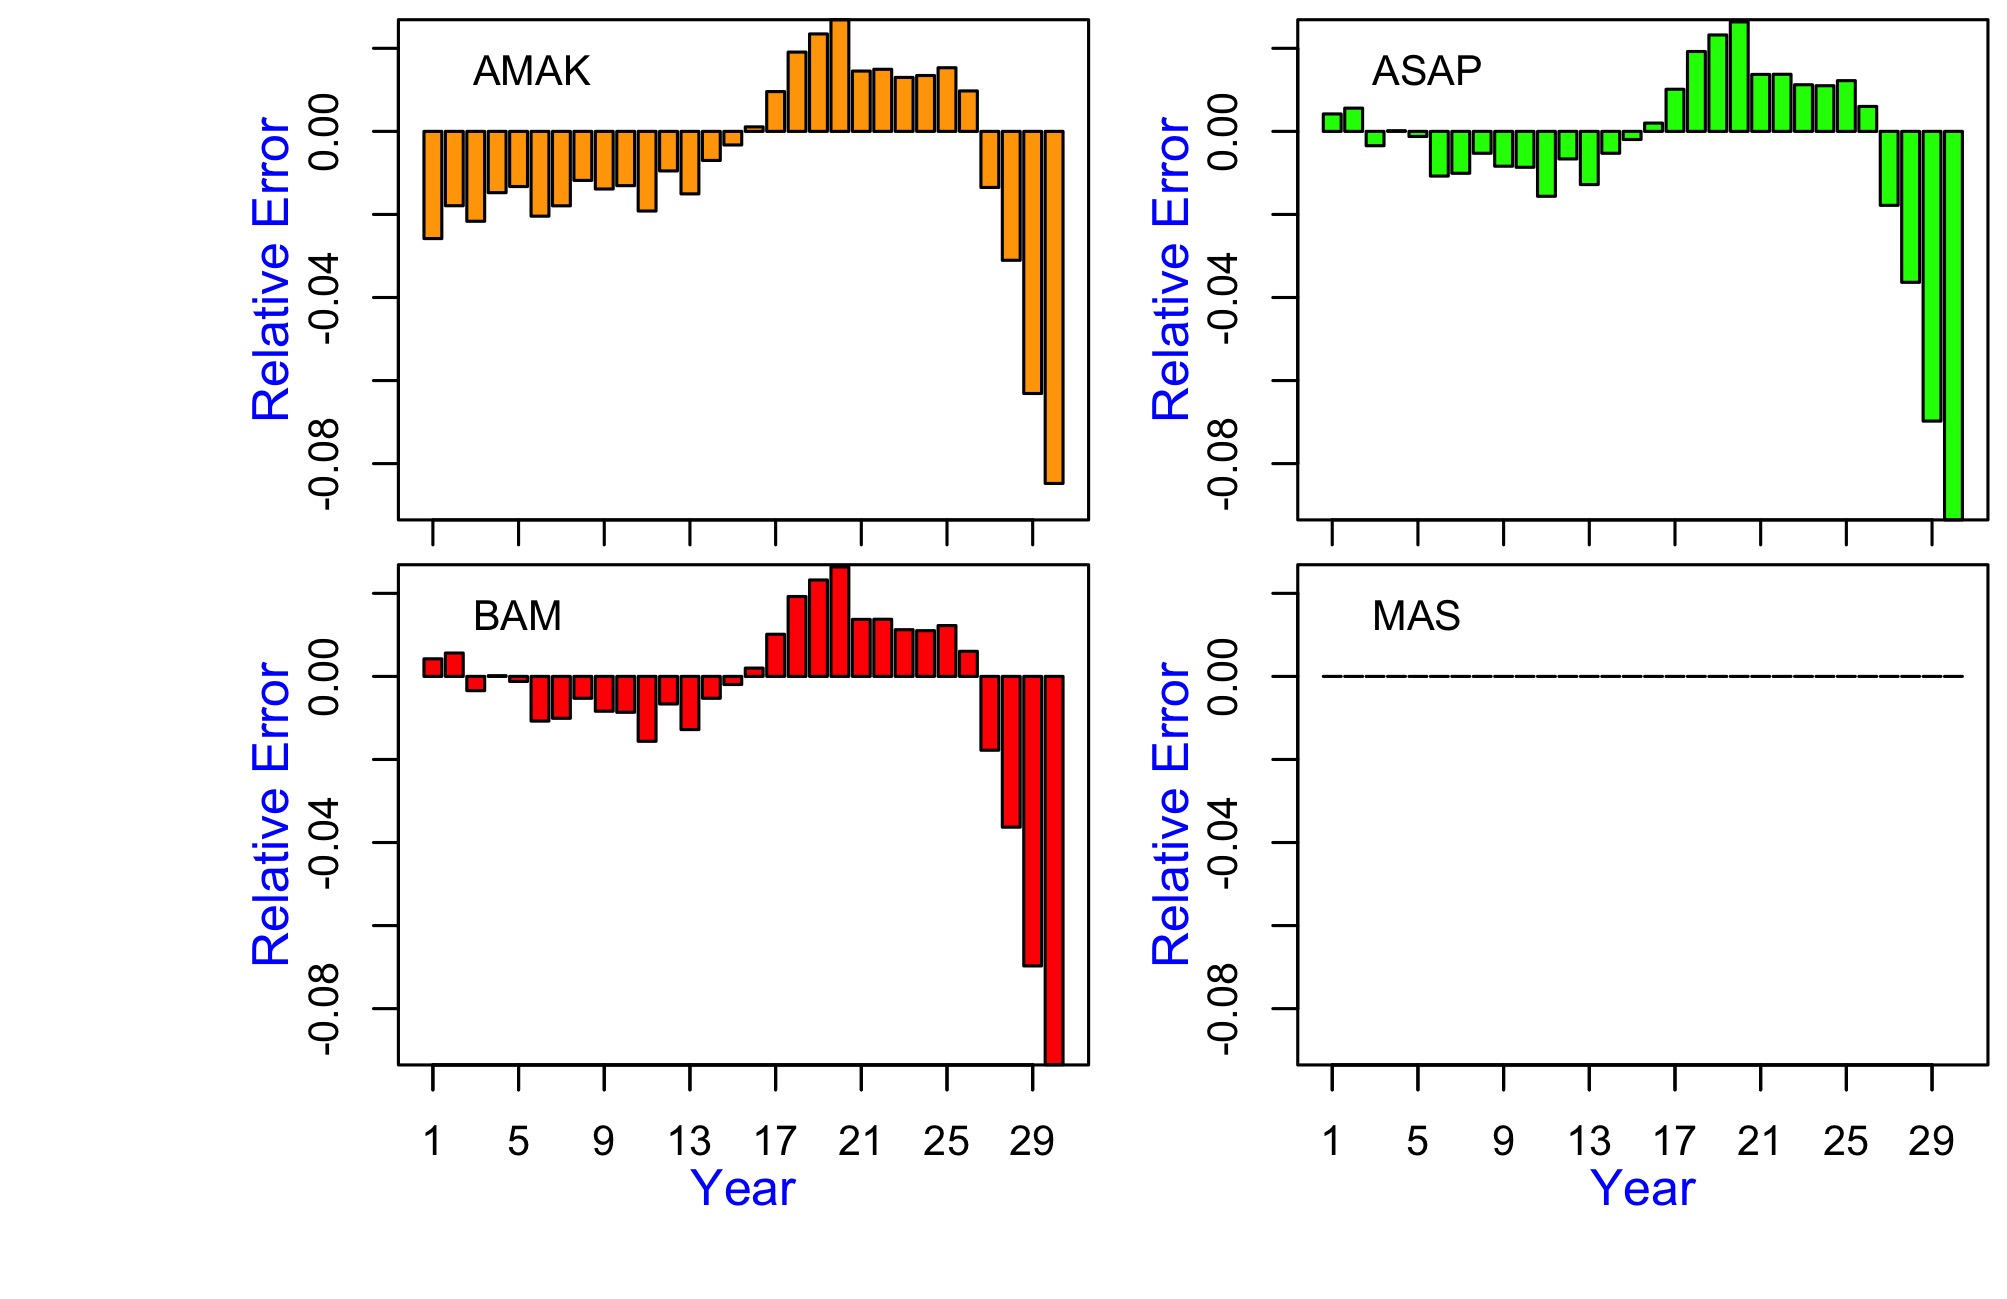 AMAK
Relative Error
0.00
-0.04
-0.08
ASAP
Relative Error
0.00
-0.04
-0.08
BAM
Relative Error
0.00
-0.04
-0.08
1 5 9 13 17 21 25 29
Year
MAS
Relative Error
0.00
-0.04
-0.08
1 5 9 13 17 21 25 29
Year